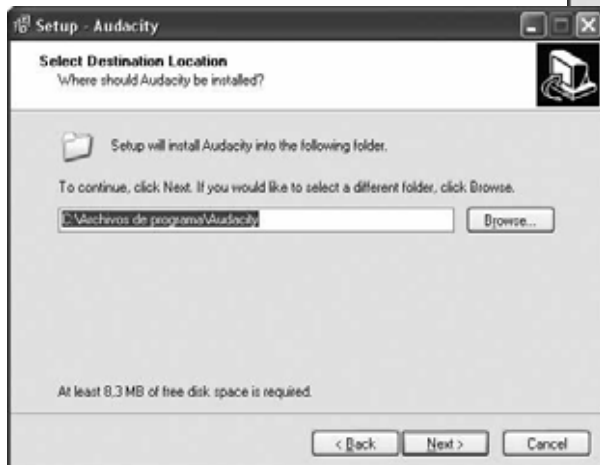 Setup - Audacity
Select Destination Location
Where should Audacity be installed?
Setup will install Audacity into the following folder.
To continue, click Next. If you would like to select a different folder, click Browse.
C:\Archivos de programa\Audacity
Browse...
At least 8,3 MB of free disk space is required.
< Back
Next >
Cancel